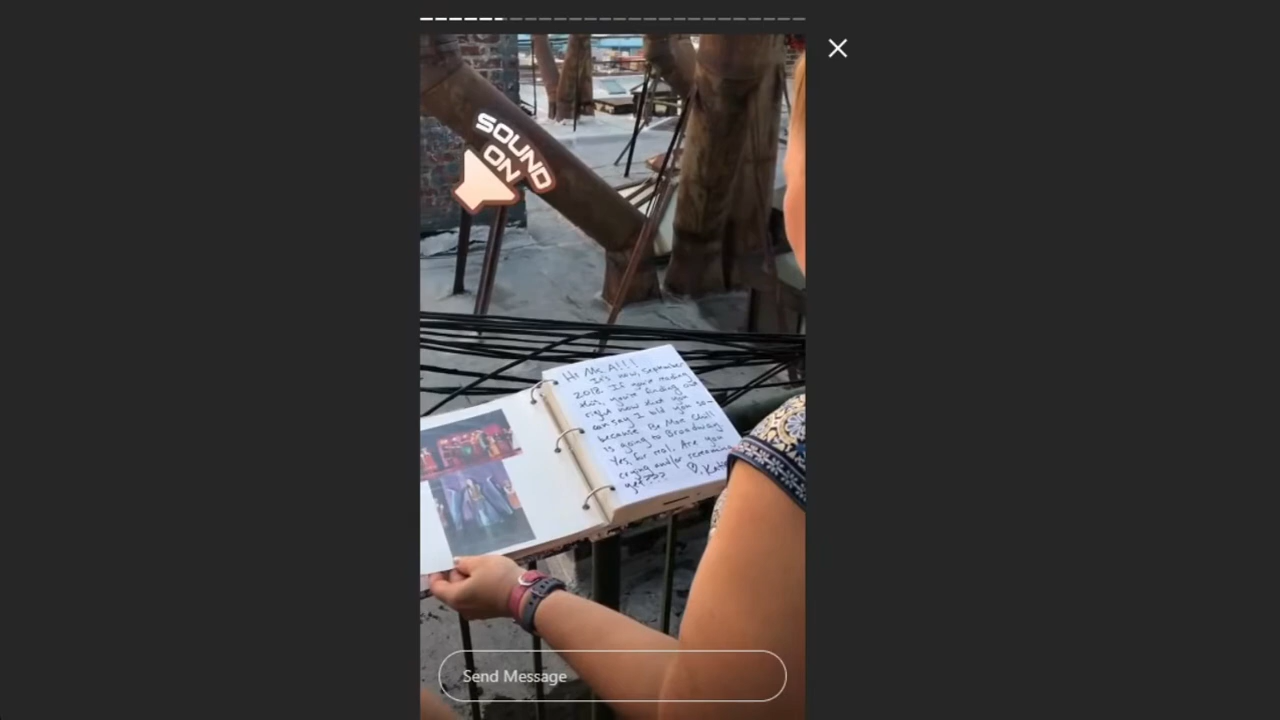 SOUND
ON
Hi Ms. A!!!
It's now, September
2018. If you're reading
this, you're finding out
right now that you
can say I told you so-
because Be More Chill
is going to Broadway.
Yes, for real. Are you
crying and/or screaming
yet???
♡, Katie
Send Message